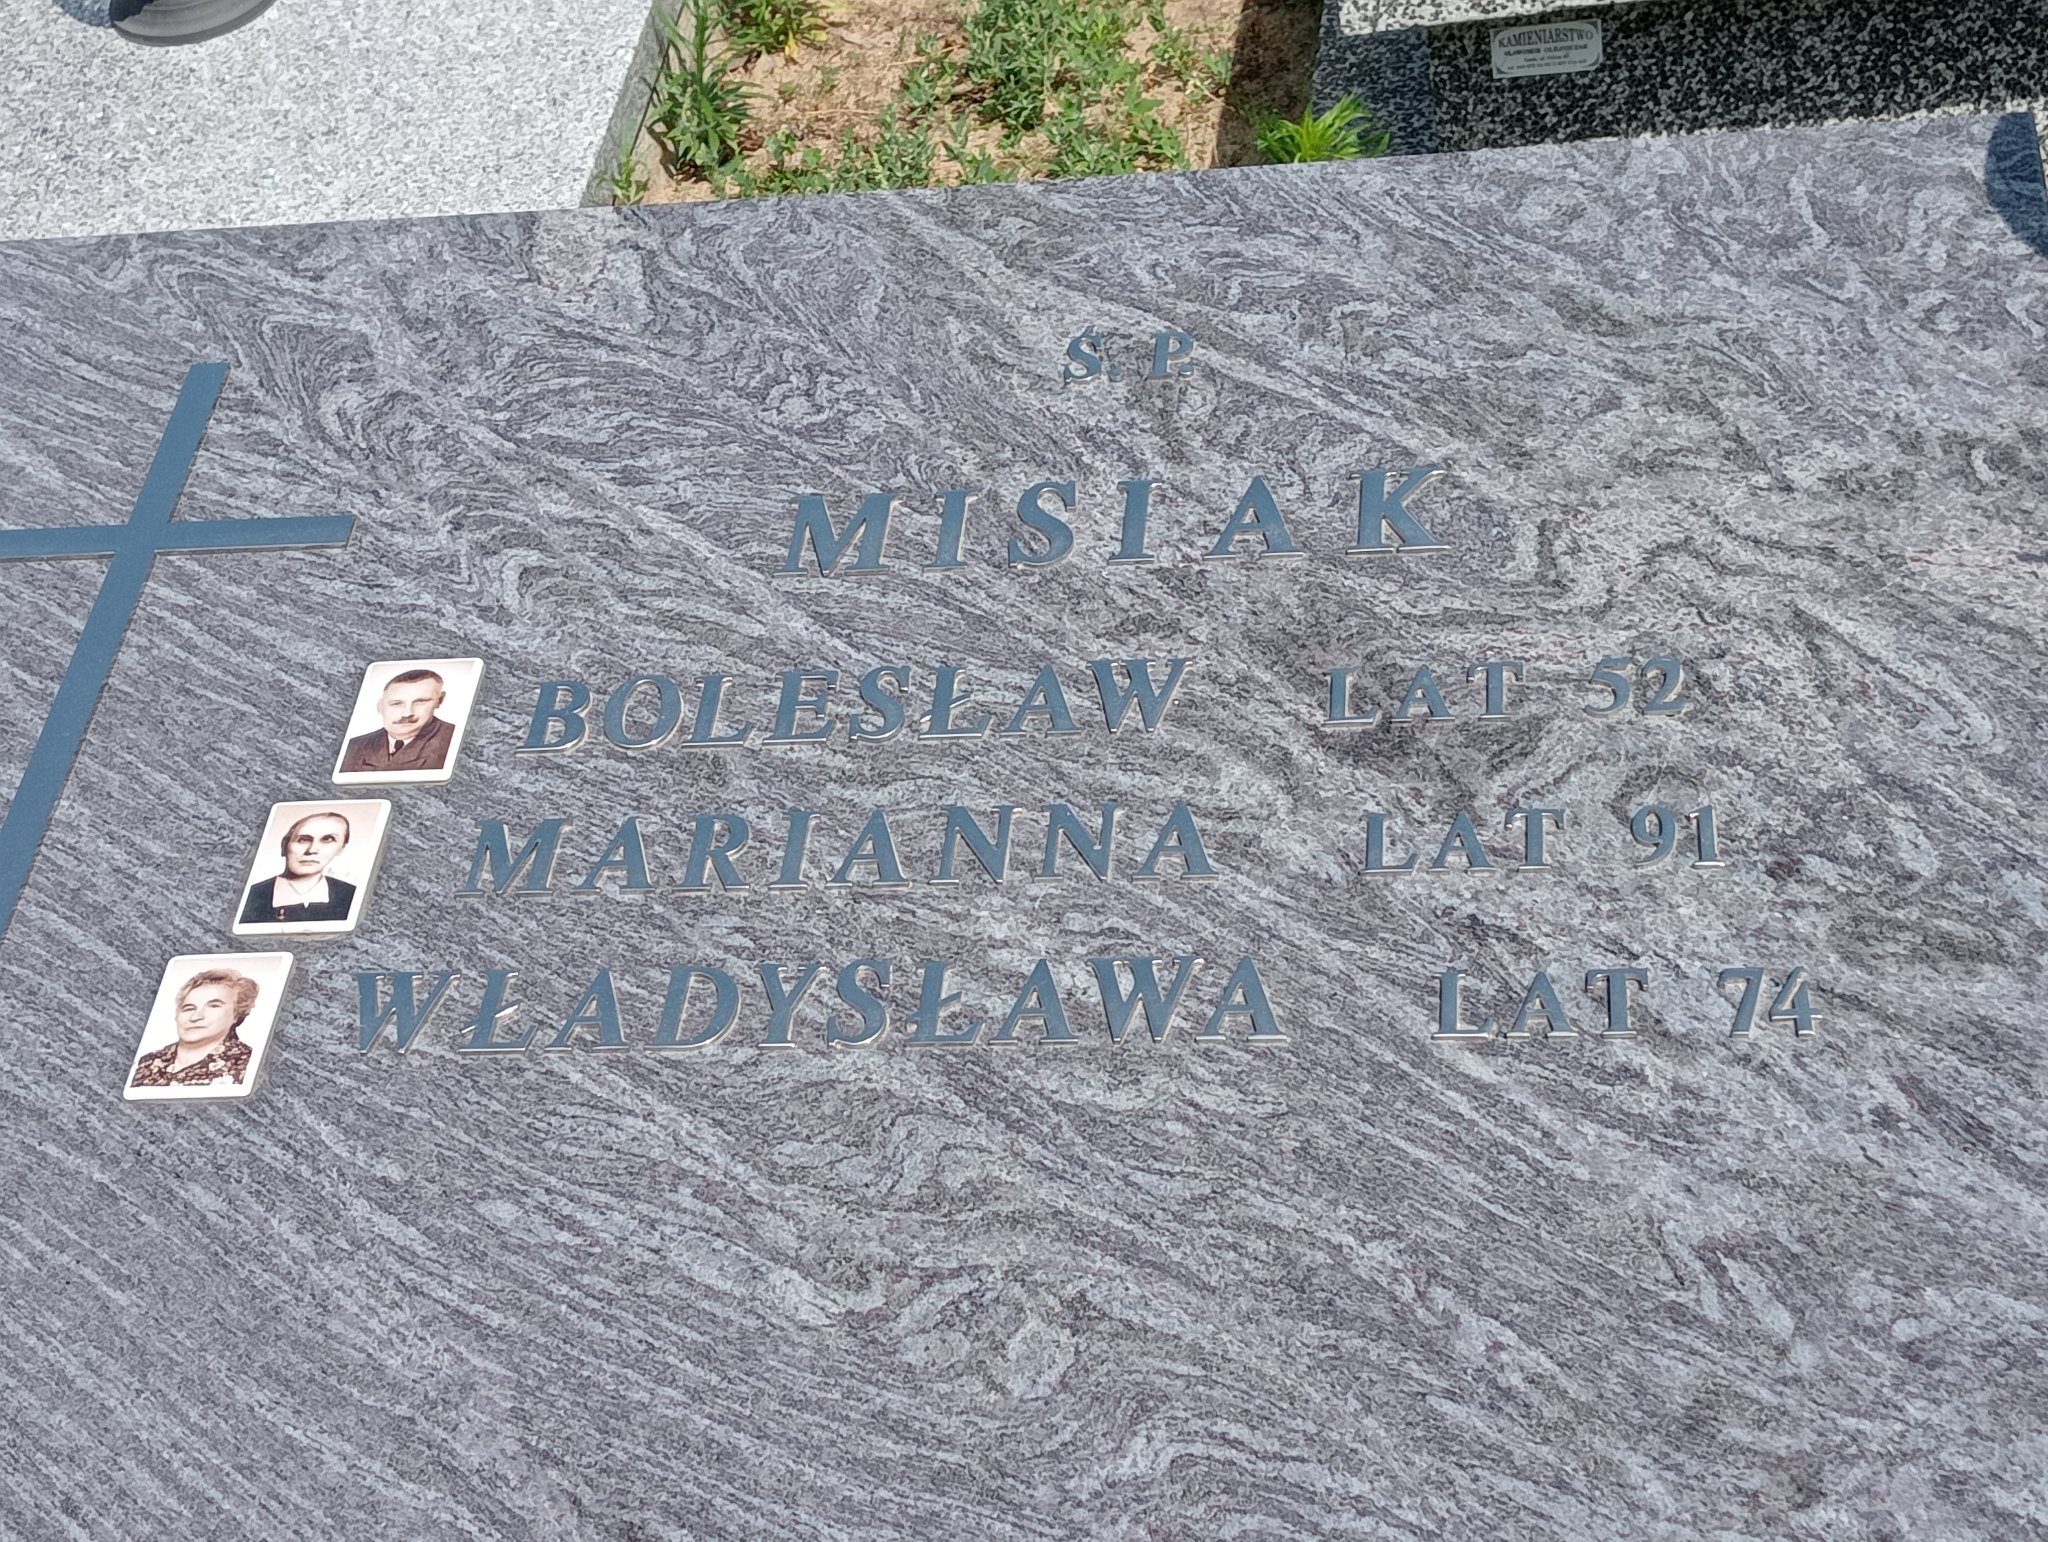 KAMIENIARSTWO
Ś. P.
MISIAK
BOLESŁAW LAT 52
MARIANNA LAT 91
WŁADYSŁAWA LAT 74